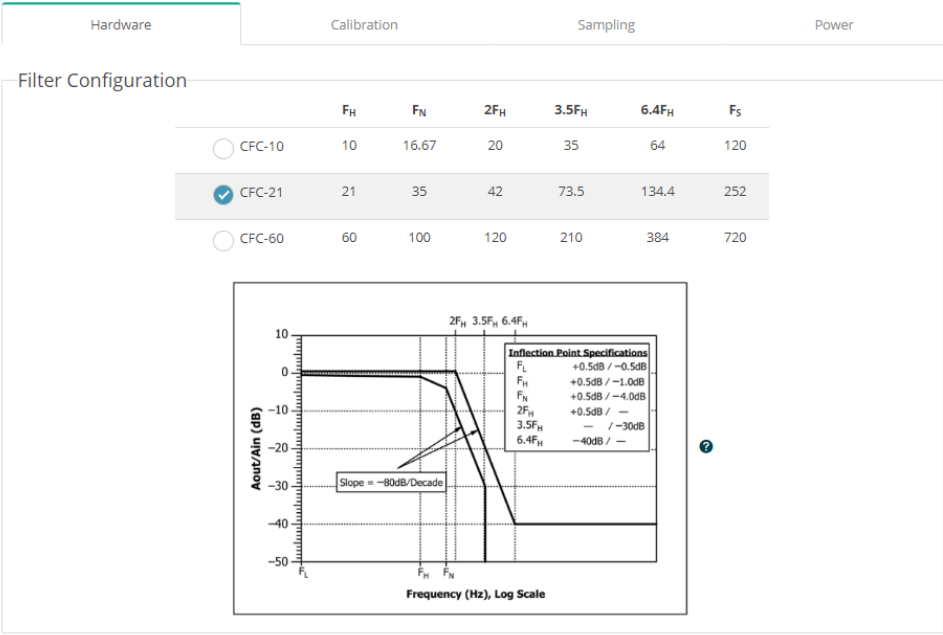 Hardware Calibration Sampling Power
Filter Configuration
FH FN 2FH 3.5FH 6.4FH FS
CFC-10 10 16.67 20 35 64 120
CFC-21 21 35 42 73.5 134.4 252
CFC-60 60 100 120 210 384 720
2FH 3.5FH 6.4FH
10
0
−10
−20
−30
−40
−50
Aout/Ain (dB)
Inflection Point Specifications
FL +0.5dB / −0.5dB
FH +0.5dB / −1.0dB
FN +0.5dB / −4.0dB
2FH +0.5dB / —
3.5FH — / −30dB
6.4FH −40dB / —
Slope = −80dB/Decade
FL FH FN
Frequency (Hz), Log Scale
?